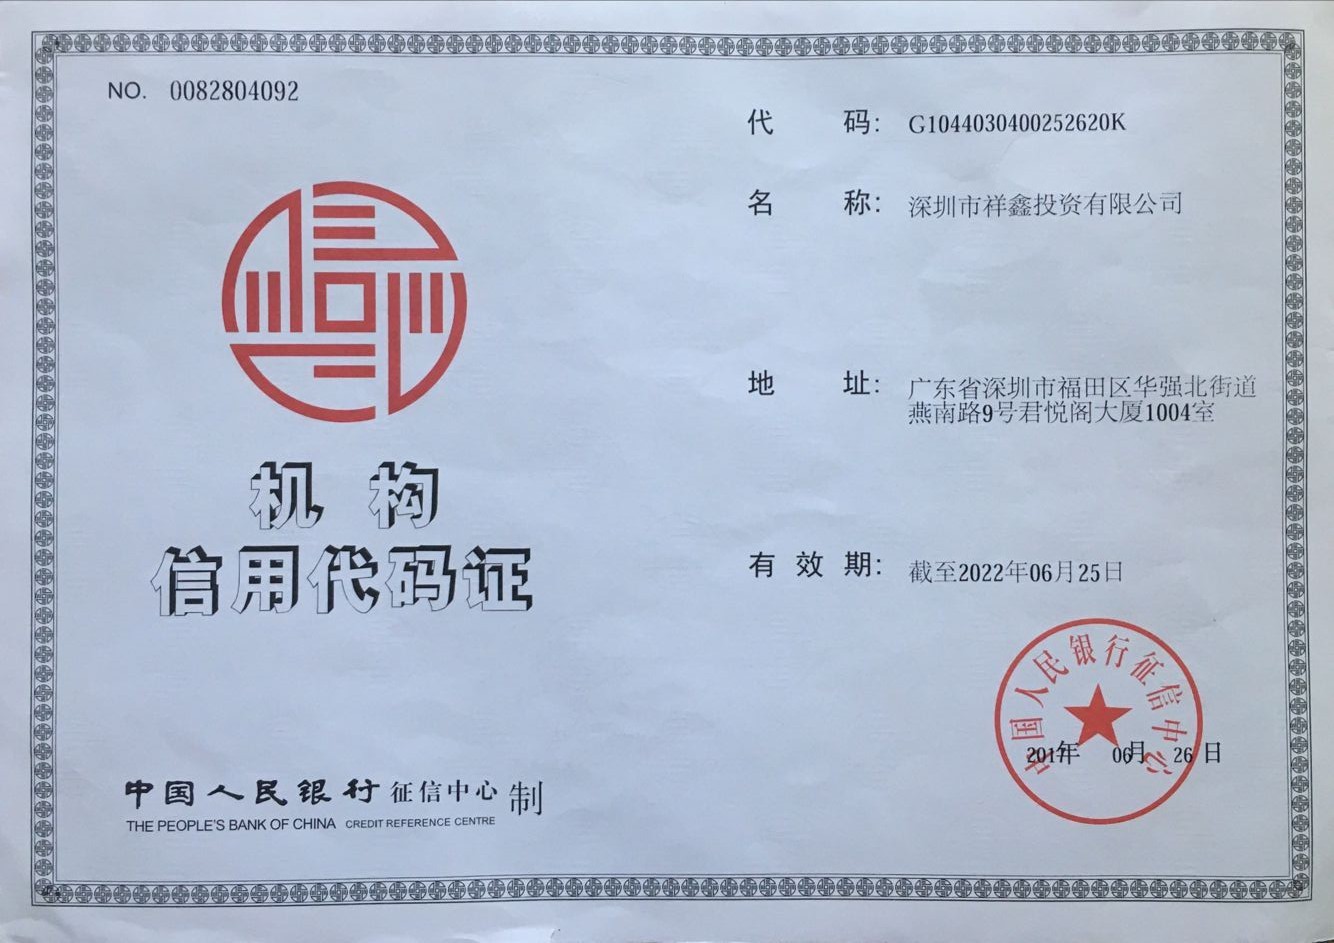 NO. 0082804092
机构
信用代码证
中国人民银行征信中心 制
THE PEOPLE'S BANK OF CHINA CREDIT REFERENCE CENTRE
代码: G1044030400252620K
名称: 深圳市祥鑫投资有限公司
地址: 广东省深圳市福田区华强北街道
燕南路9号君悦阁大厦1004室
有效期: 截至2022年06月25日
中国人民银行征信中心
2017年 06月 26日